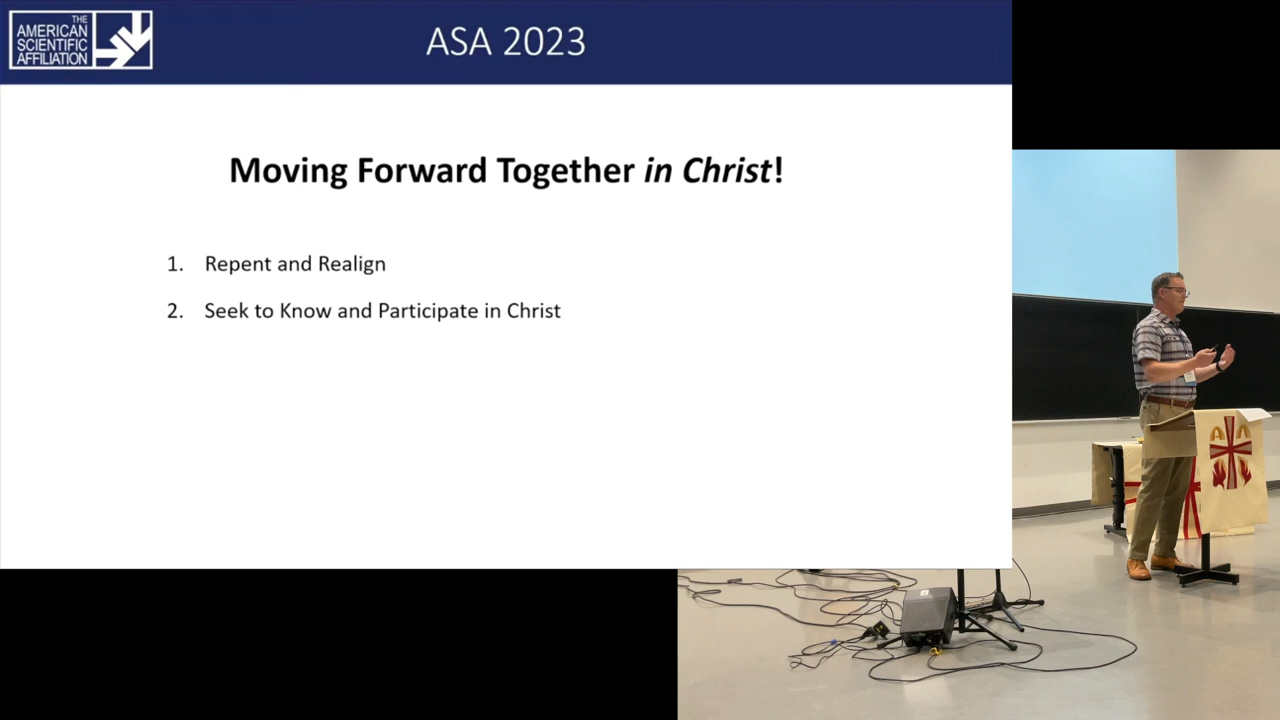 THE
AMERICAN
SCIENTIFIC
AFFILIATION
ASA 2023
Moving Forward Together in Christ!
1. Repent and Realign
2. Seek to Know and Participate in Christ